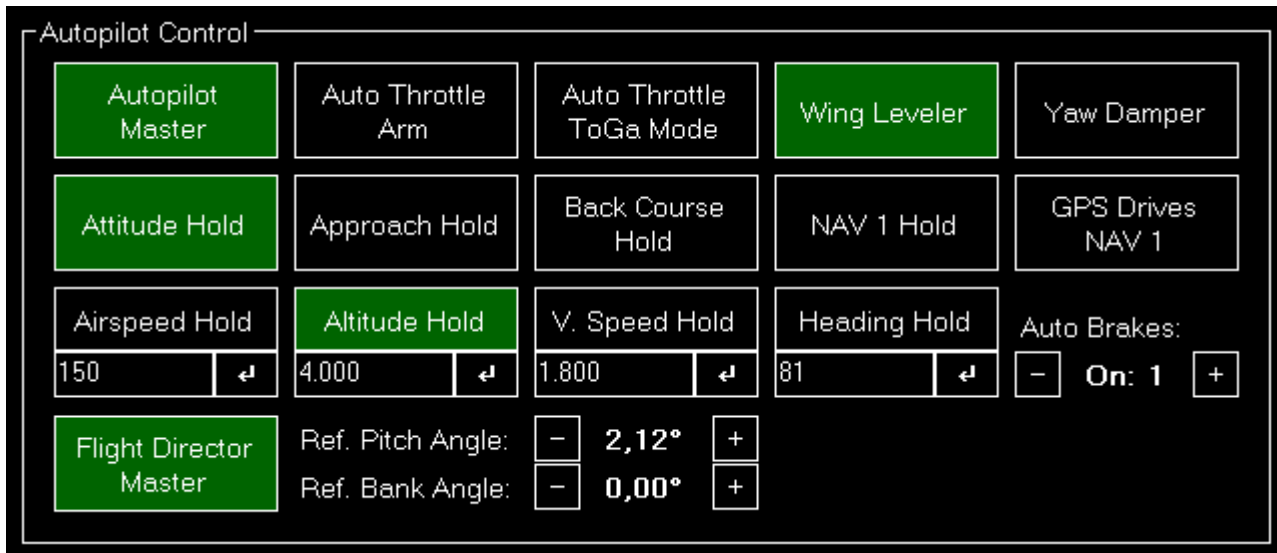 Autopilot Control
Autopilot
Master
Auto Throttle
Arm
Auto Throttle
ToGa Mode
Wing Leveler
Yaw Damper
Attitude Hold
Approach Hold
Back Course
Hold
NAV 1 Hold
GPS Drives
NAV 1
Airspeed Hold
150
Altitude Hold
4.000
V. Speed Hold
1.800
Heading Hold
81
Auto Brakes:
− On: 1 +
Flight Director
Master
Ref. Pitch Angle: − 2,12° +
Ref. Bank Angle: − 0,00° +